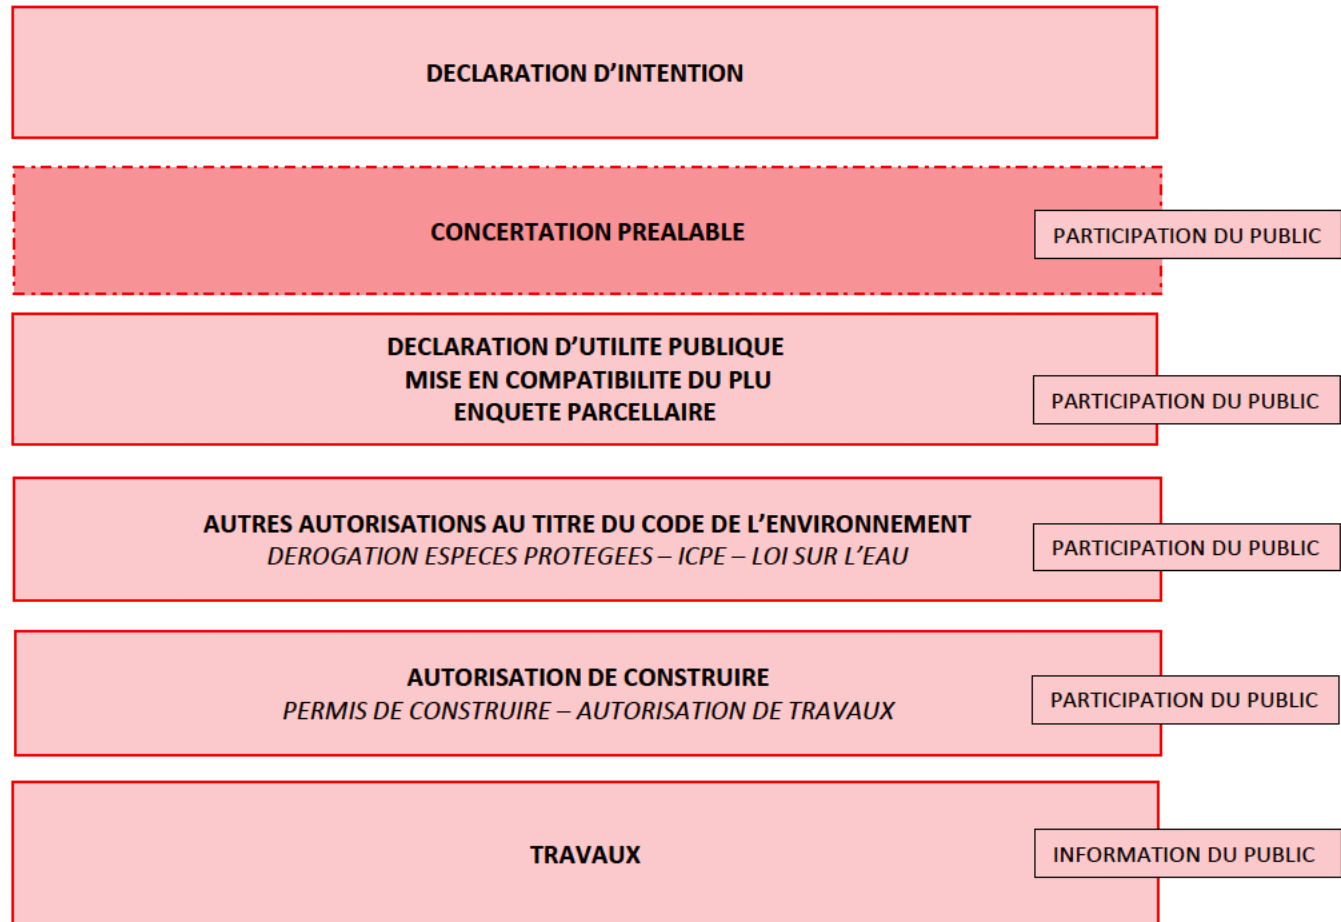 DECLARATION D’INTENTION
CONCERTATION PREALABLE
PARTICIPATION DU PUBLIC
DECLARATION D’UTILITE PUBLIQUE
MISE EN COMPATIBILITE DU PLU
ENQUETE PARCELLAIRE
PARTICIPATION DU PUBLIC
AUTRES AUTORISATIONS AU TITRE DU CODE DE L’ENVIRONNEMENT
DEROGATION ESPECES PROTEGEES – ICPE – LOI SUR L’EAU
PARTICIPATION DU PUBLIC
AUTORISATION DE CONSTRUIRE
PERMIS DE CONSTRUIRE – AUTORISATION DE TRAVAUX
PARTICIPATION DU PUBLIC
TRAVAUX
INFORMATION DU PUBLIC